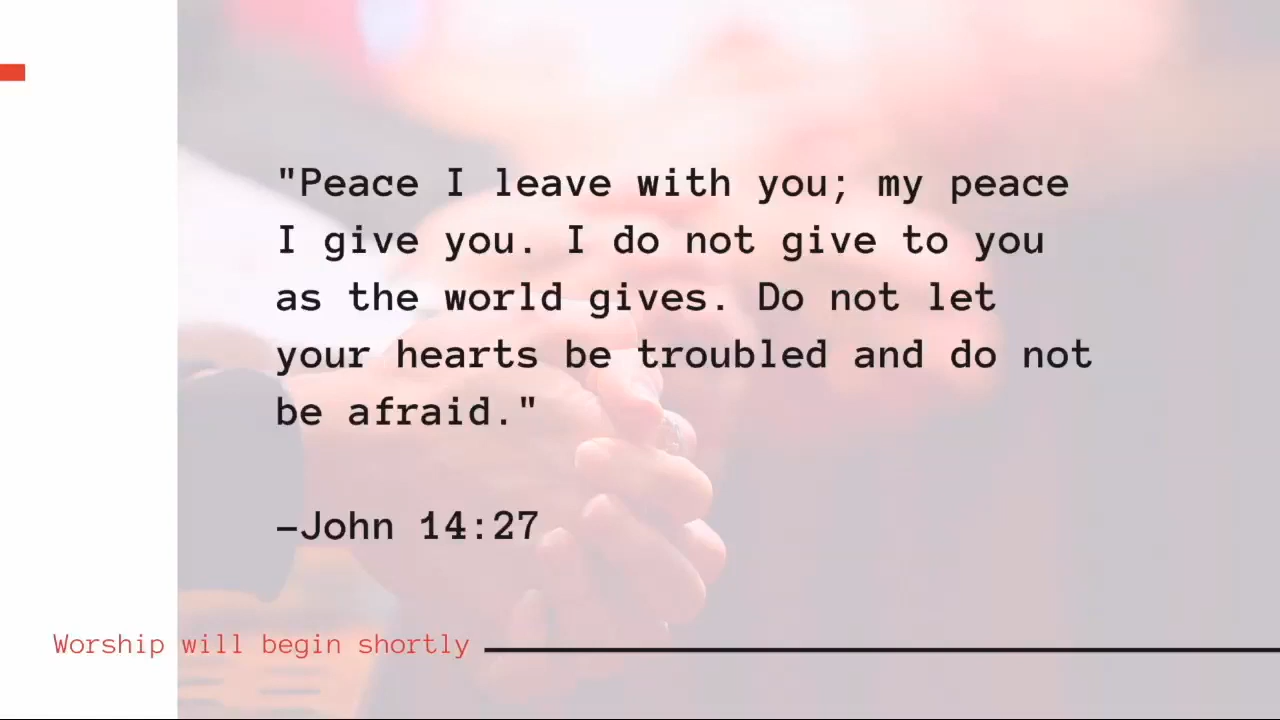 "Peace I leave with you; my peace
I give you. I do not give to you
as the world gives. Do not let
your hearts be troubled and do not
be afraid."
–John 14:27
Worship will begin shortly